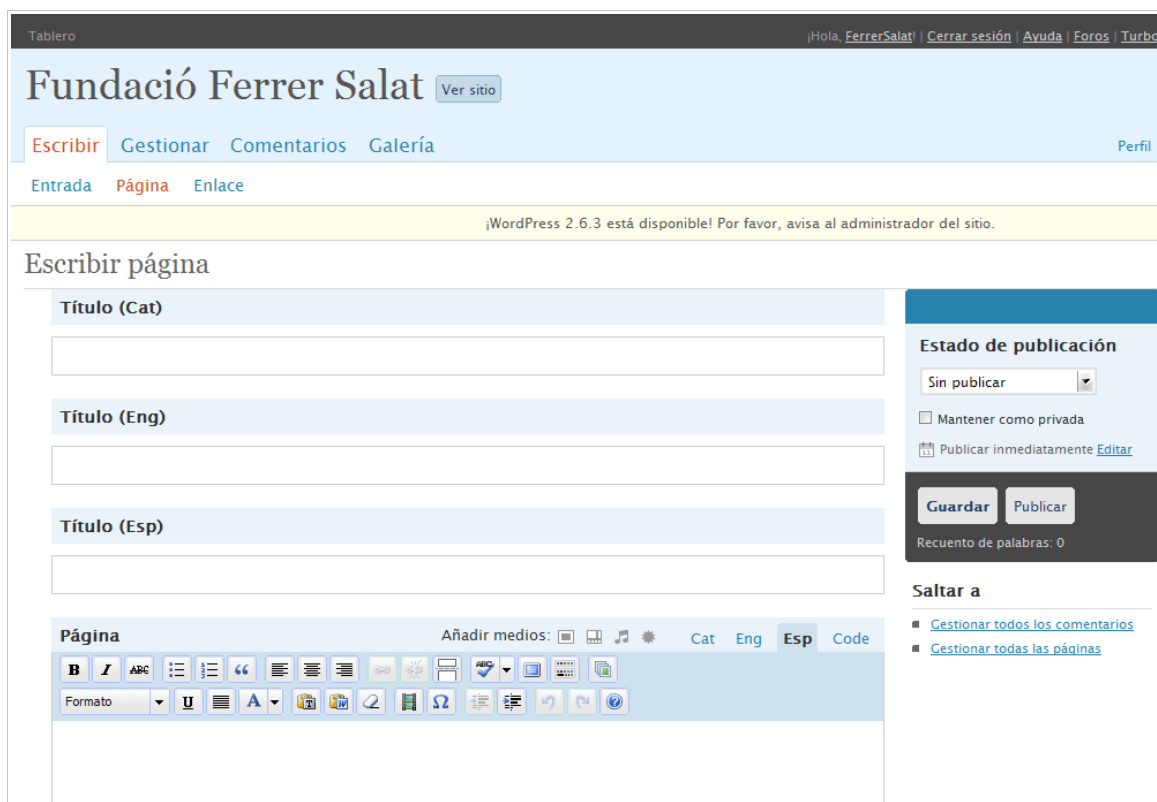 Tablero ¡Hola, FerrerSalat! | Cerrar sesión | Ayuda | Foros | Turbo
Fundació Ferrer Salat Ver sitio
Escribir Gestionar Comentarios Galería Perfil
Entrada Página Enlace
¡WordPress 2.6.3 está disponible! Por favor, avisa al administrador del sitio.
Escribir página
Título (Cat)
Título (Eng)
Título (Esp)
Página Añadir medios: Cat Eng Esp Code
B I ABC ABC
Formato U A T W Ω
Estado de publicación
Sin publicar
Mantener como privada
11 Publicar inmediatamente Editar
Guardar Publicar
Recuento de palabras: 0
Saltar a
Gestionar todos los comentarios
Gestionar todas las páginas